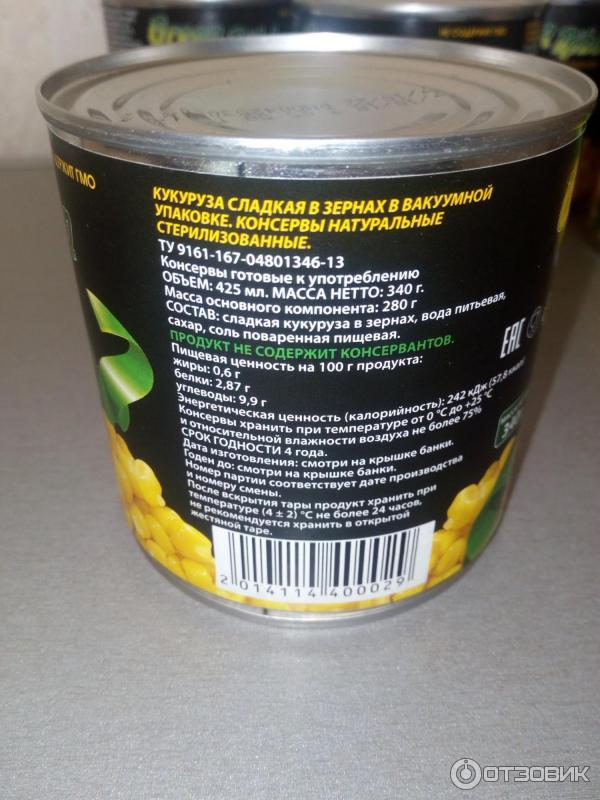 НЕ СОДЕРЖИТ ГМО
КУКУРУЗА СЛАДКАЯ В ЗЕРНАХ В ВАКУУМНОЙ
УПАКОВКЕ. КОНСЕРВЫ НАТУРАЛЬНЫЕ
СТЕРИЛИЗОВАННЫЕ.
ТУ 9161-167-04801346-13
Консервы готовые к употреблению
ОБЪЕМ: 425 мл. МАССА НЕТТО: 340 г.
Масса основного компонента: 280 г
СОСТАВ: сладкая кукуруза в зернах, вода питьевая,
сахар, соль поваренная пищевая.
ПРОДУКТ НЕ СОДЕРЖИТ КОНСЕРВАНТОВ.
Пищевая ценность на 100 г продукта:
жиры: 0,6 г
белки: 2,87 г
углеводы: 9,9 г
Энергетическая ценность (калорийность): 242 кДж (57,8 ккал)
Консервы хранить при температуре от 0 °С до +25 °С
и относительной влажности воздуха не более 75%
СРОК ГОДНОСТИ 4 года.
Дата изготовления: смотри на крышке банки.
Годен до: смотри на крышке банки.
Номер партии соответствует дате производства
и номеру смены.
После вскрытия тары продукт хранить при
температуре (4 ± 2) °С не более 24 часов,
не рекомендуется хранить в открытой
жестяной таре.
EAC
2 014114 400029
ОТЗОВИК